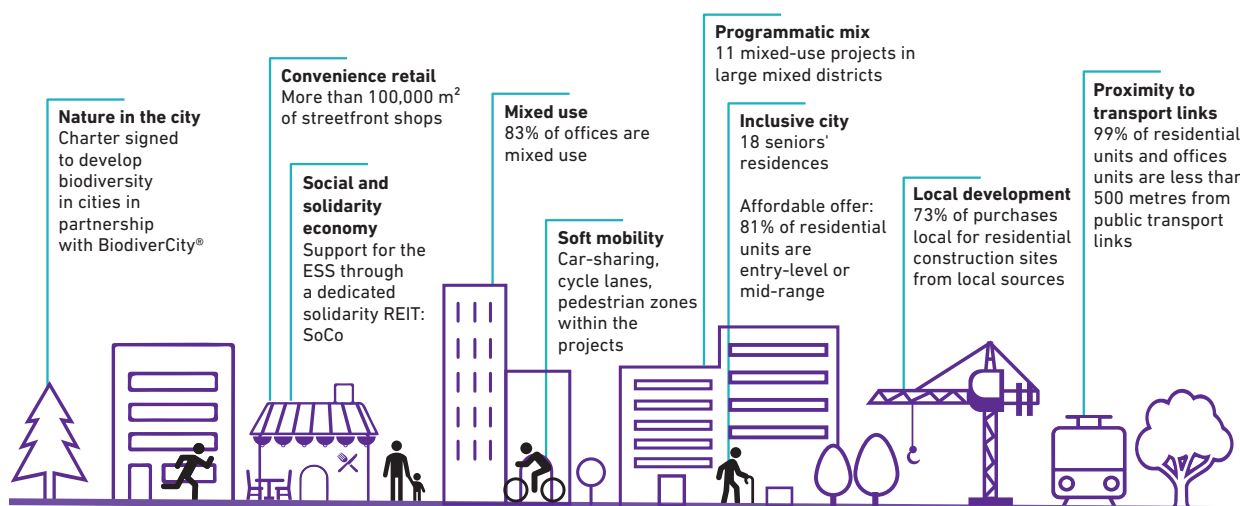 Nature in the city
Charter signed
to develop
biodiversity
in cities in
partnership
with BiodiverCity®
Convenience retail
More than 100,000 m²
of streetfront shops
Social and
solidarity
economy
Support for the
ESS through
a dedicated
solidarity REIT:
SoCo
Mixed use
83% of offices are
mixed use
Soft mobility
Car-sharing,
cycle lanes,
pedestrian zones
within the
projects
Programmatic mix
11 mixed-use projects in
large mixed districts
Inclusive city
18 seniors'
residences
Affordable offer:
81% of residential
units are
entry-level or
mid-range
Local development
73% of purchases
local for residential
construction sites
from local sources
Proximity to
transport links
99% of residential
units and offices
units are less than
500 metres from
public transport
links